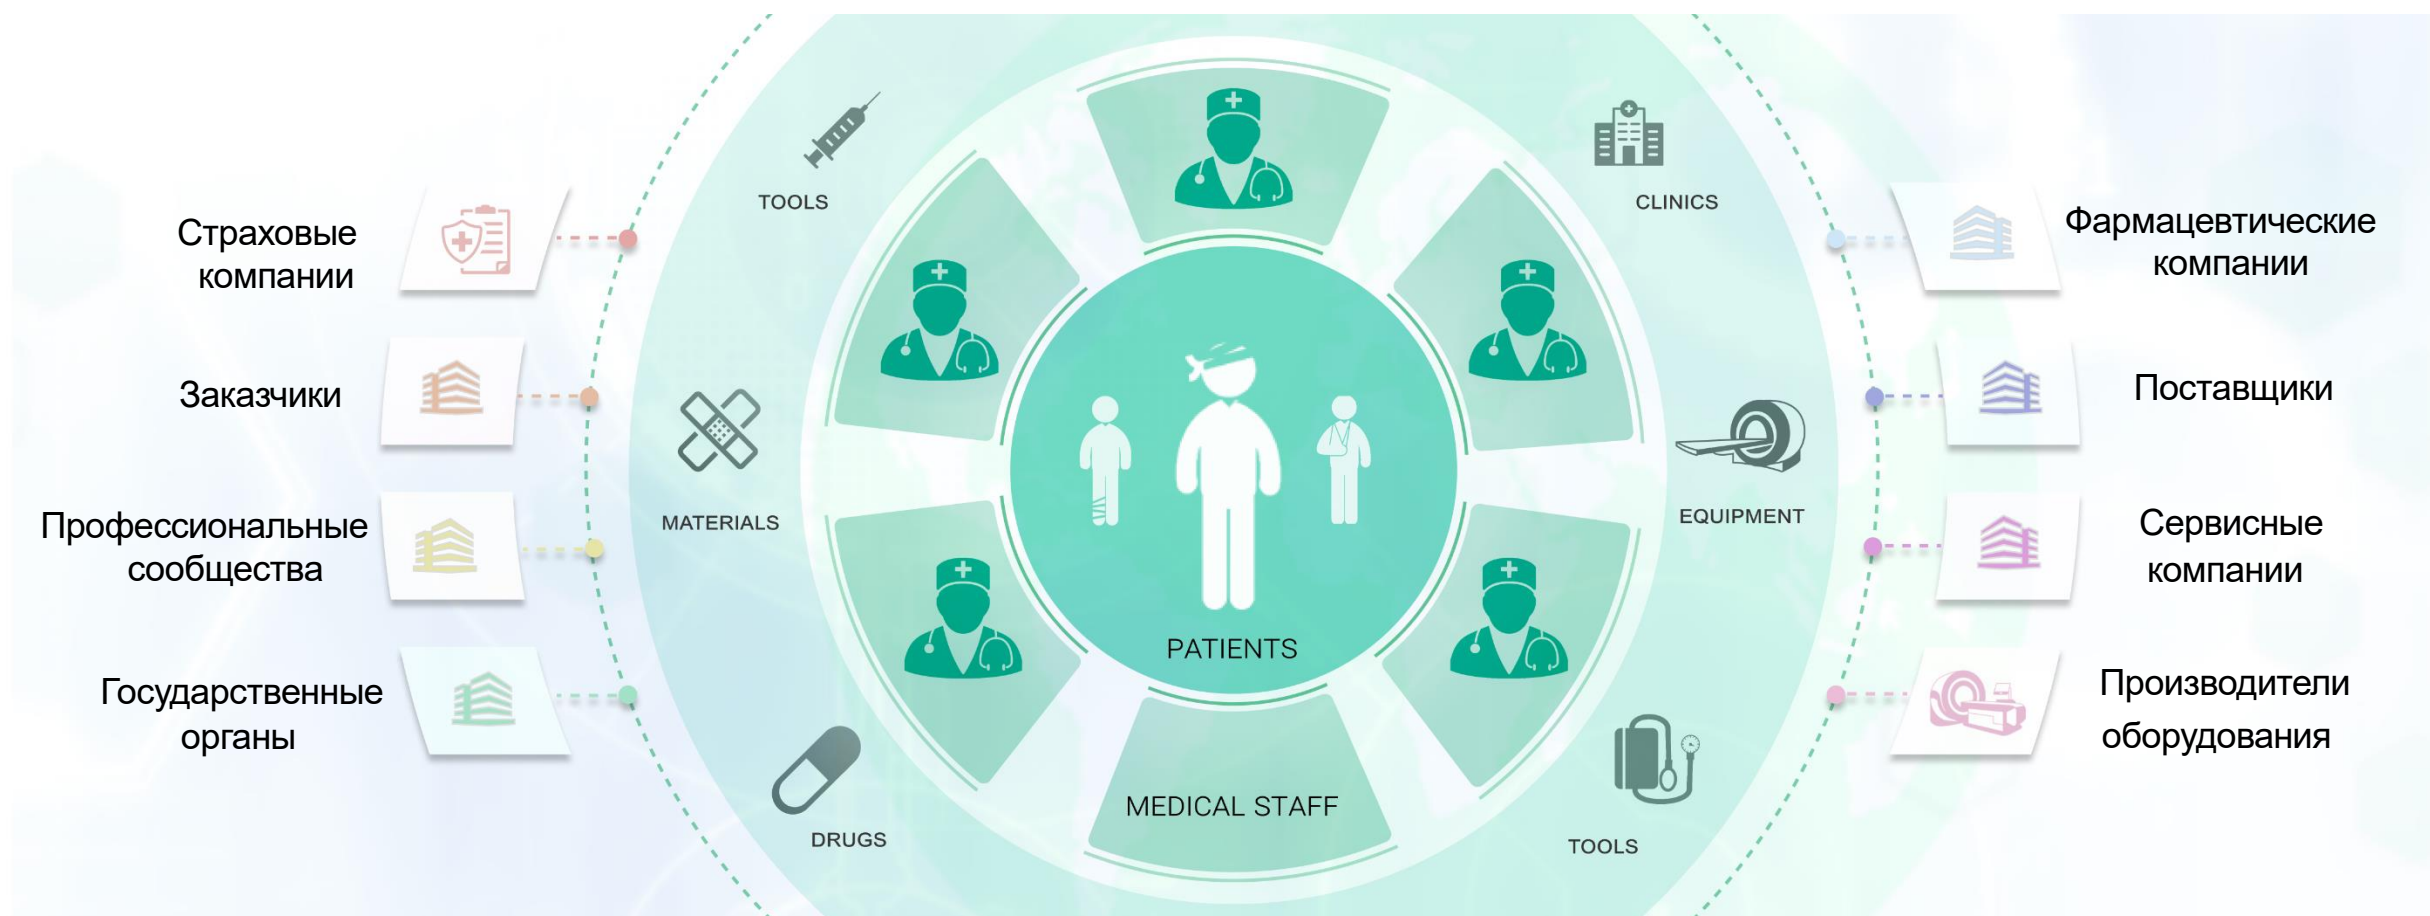 Страховые
компании
Заказчики
Профессиональные
сообщества
Государственные
органы
TOOLS
MATERIALS
DRUGS
PATIENTS
MEDICAL STAFF
CLINICS
EQUIPMENT
TOOLS
Фармацевтические
компании
Поставщики
Сервисные
компании
Производители
оборудования